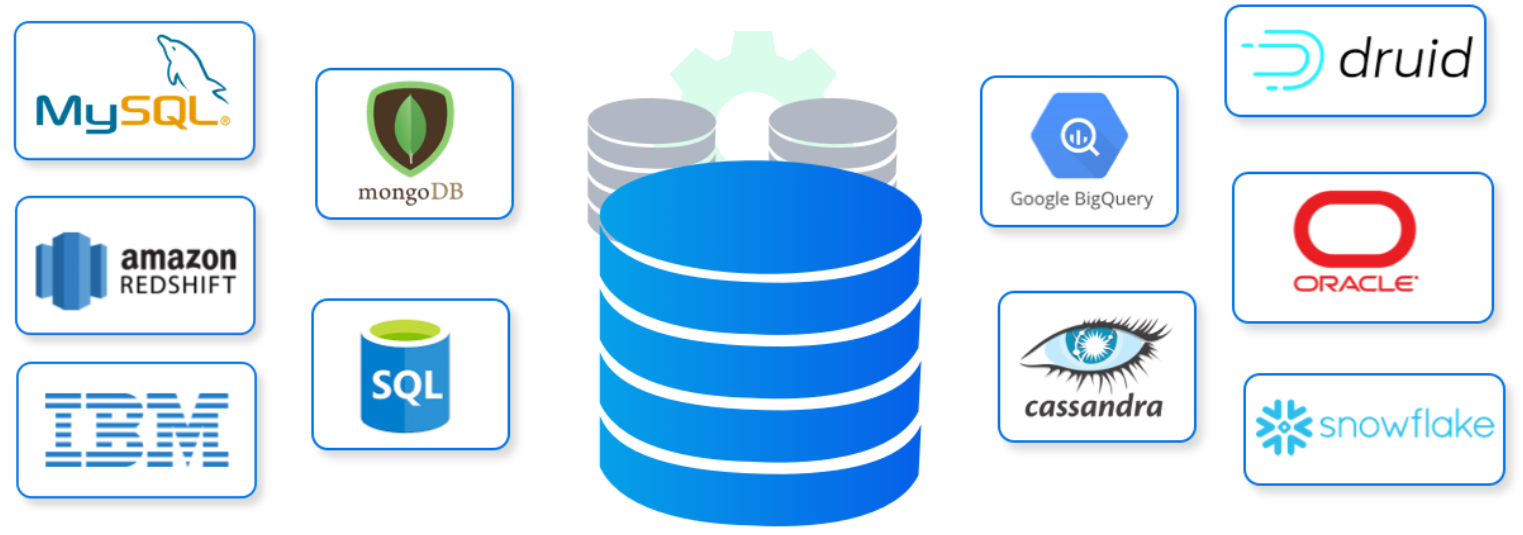 MySQL®
amazon
REDSHIFT
IBM
mongoDB
SQL
Google BigQuery
cassandra
druid
ORACLE®
snowflake